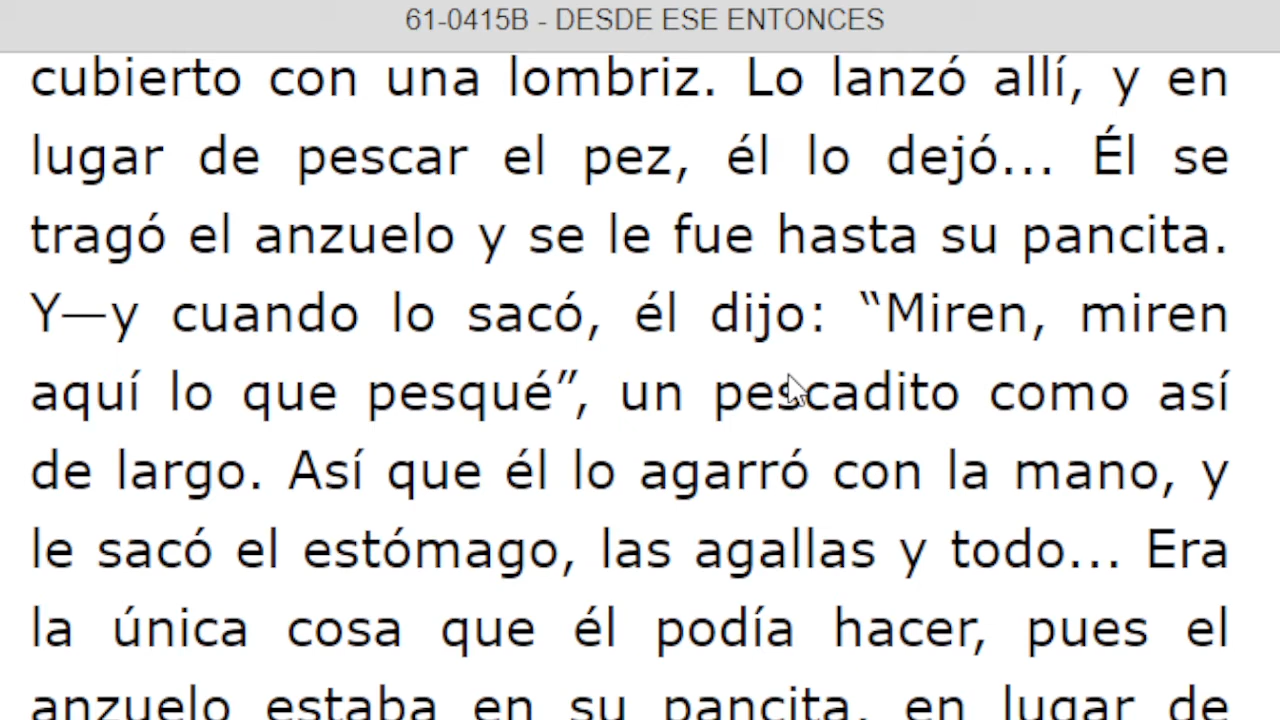 61-0415B - DESDE ESE ENTONCES
cubierto con una lombriz. Lo lanzó allí, y en
lugar de pescar el pez, él lo dejó... Él se
tragó el anzuelo y se le fue hasta su pancita.
Y—y cuando lo sacó, él dijo: “Miren, miren
aquí lo que pesqué”, un pescadito como así
de largo. Así que él lo agarró con la mano, y
le sacó el estómago, las agallas y todo... Era
la única cosa que él podía hacer, pues el
anzuelo estaba en su pancita, en lugar de